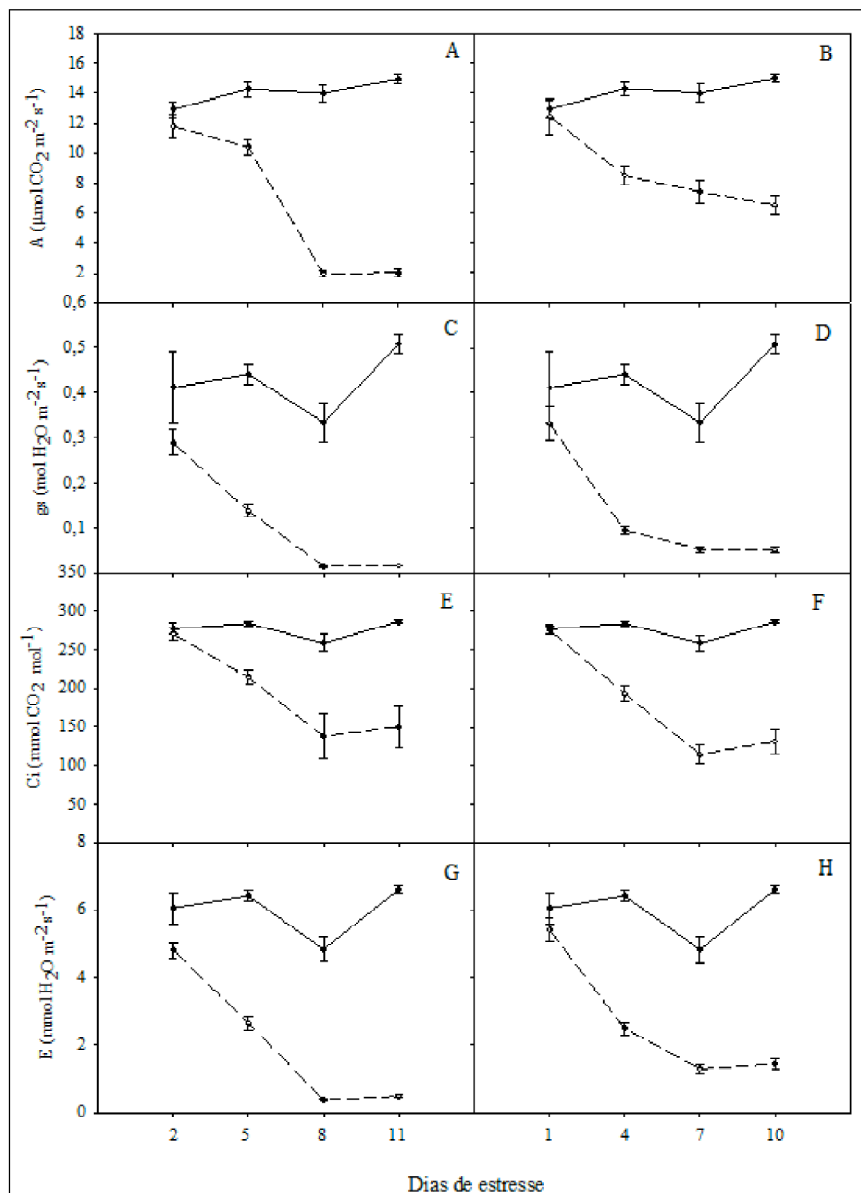 A
B
18
16
14
12
10
8
6
4
2
0,6
A (µmol CO2 m-2 s-1)
C
D
0,5
0,4
0,3
0,2
0,1
350
gs (mol H2O m-2s-1)
E
F
300
250
200
150
100
50
8
Ci (mmol CO2 mol-1)
G
H
6
4
2
0
E (mmol H2O m-2s-1)
2 5 8 11 1 4 7 10
Dias de estresse